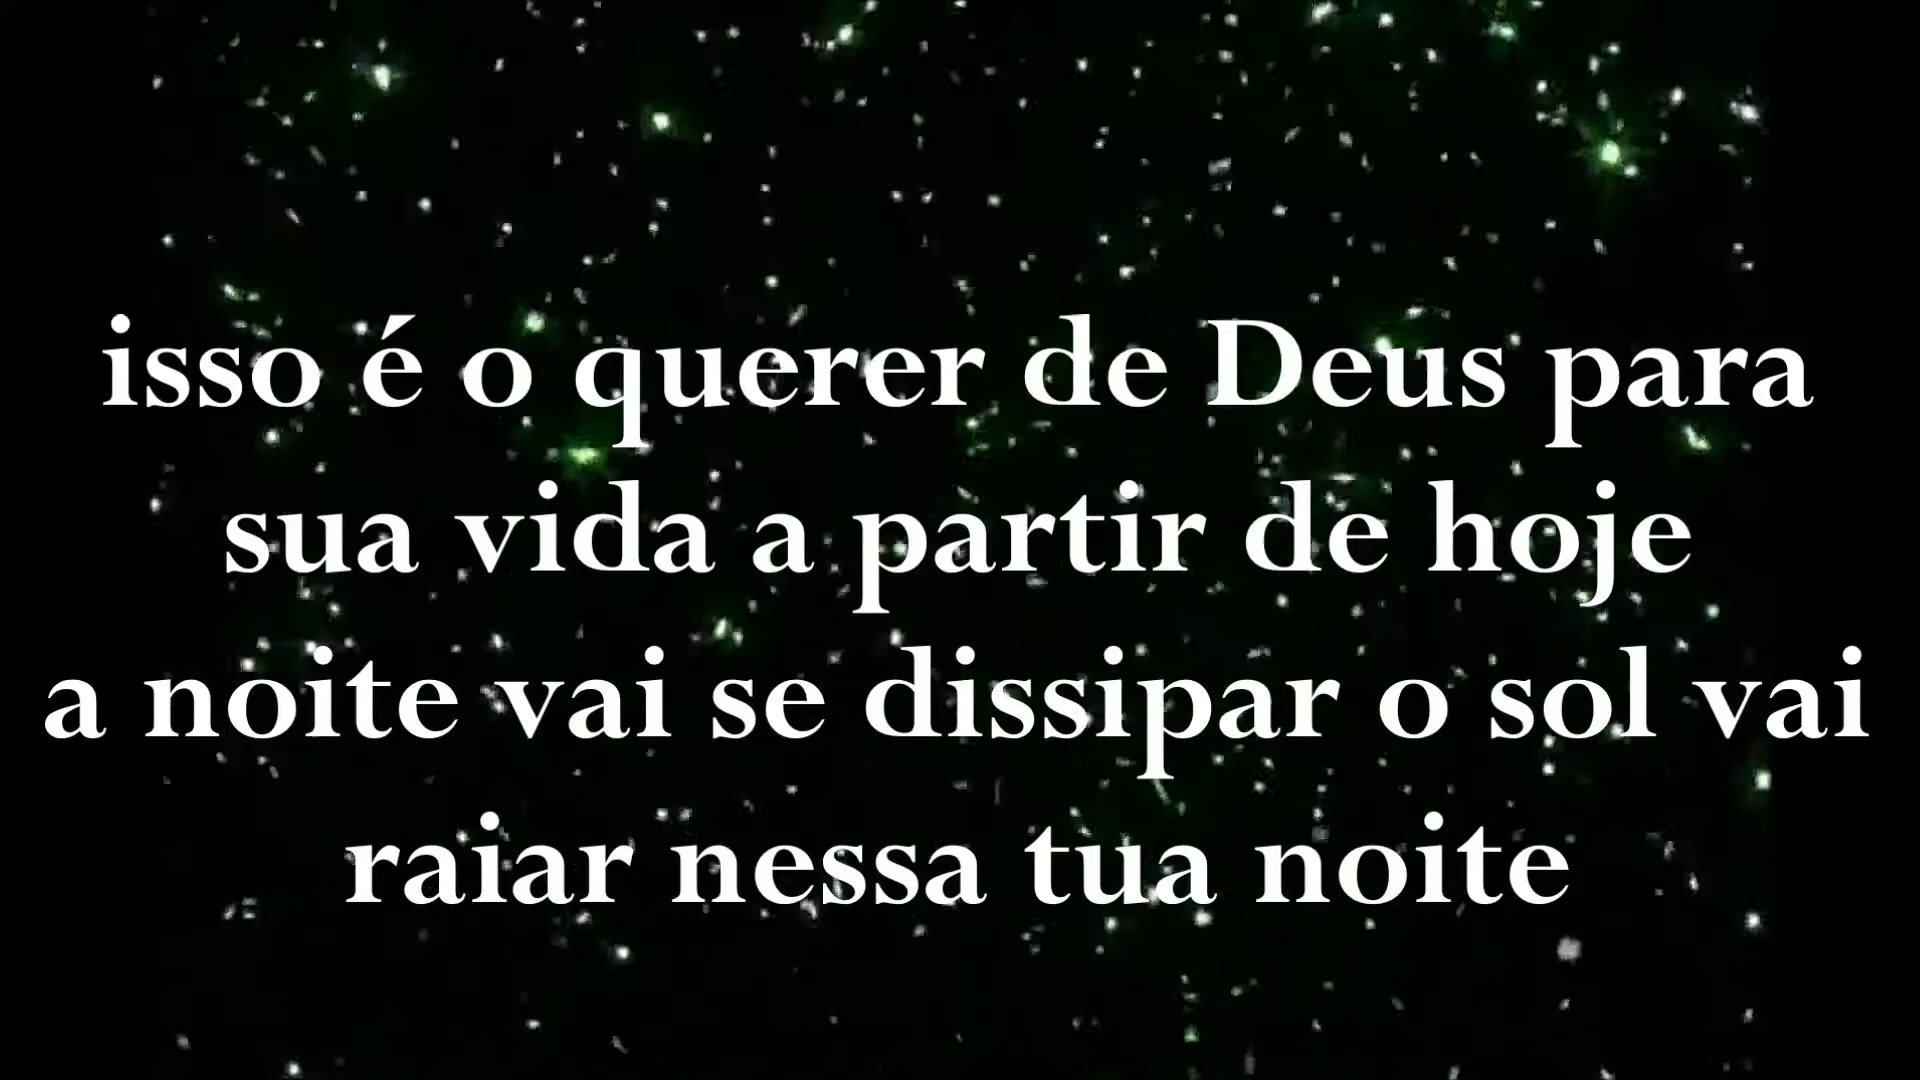 isso é o querer de Deus para
sua vida a partir de hoje
a noite vai se dissipar o sol vai
raiar nessa tua noite